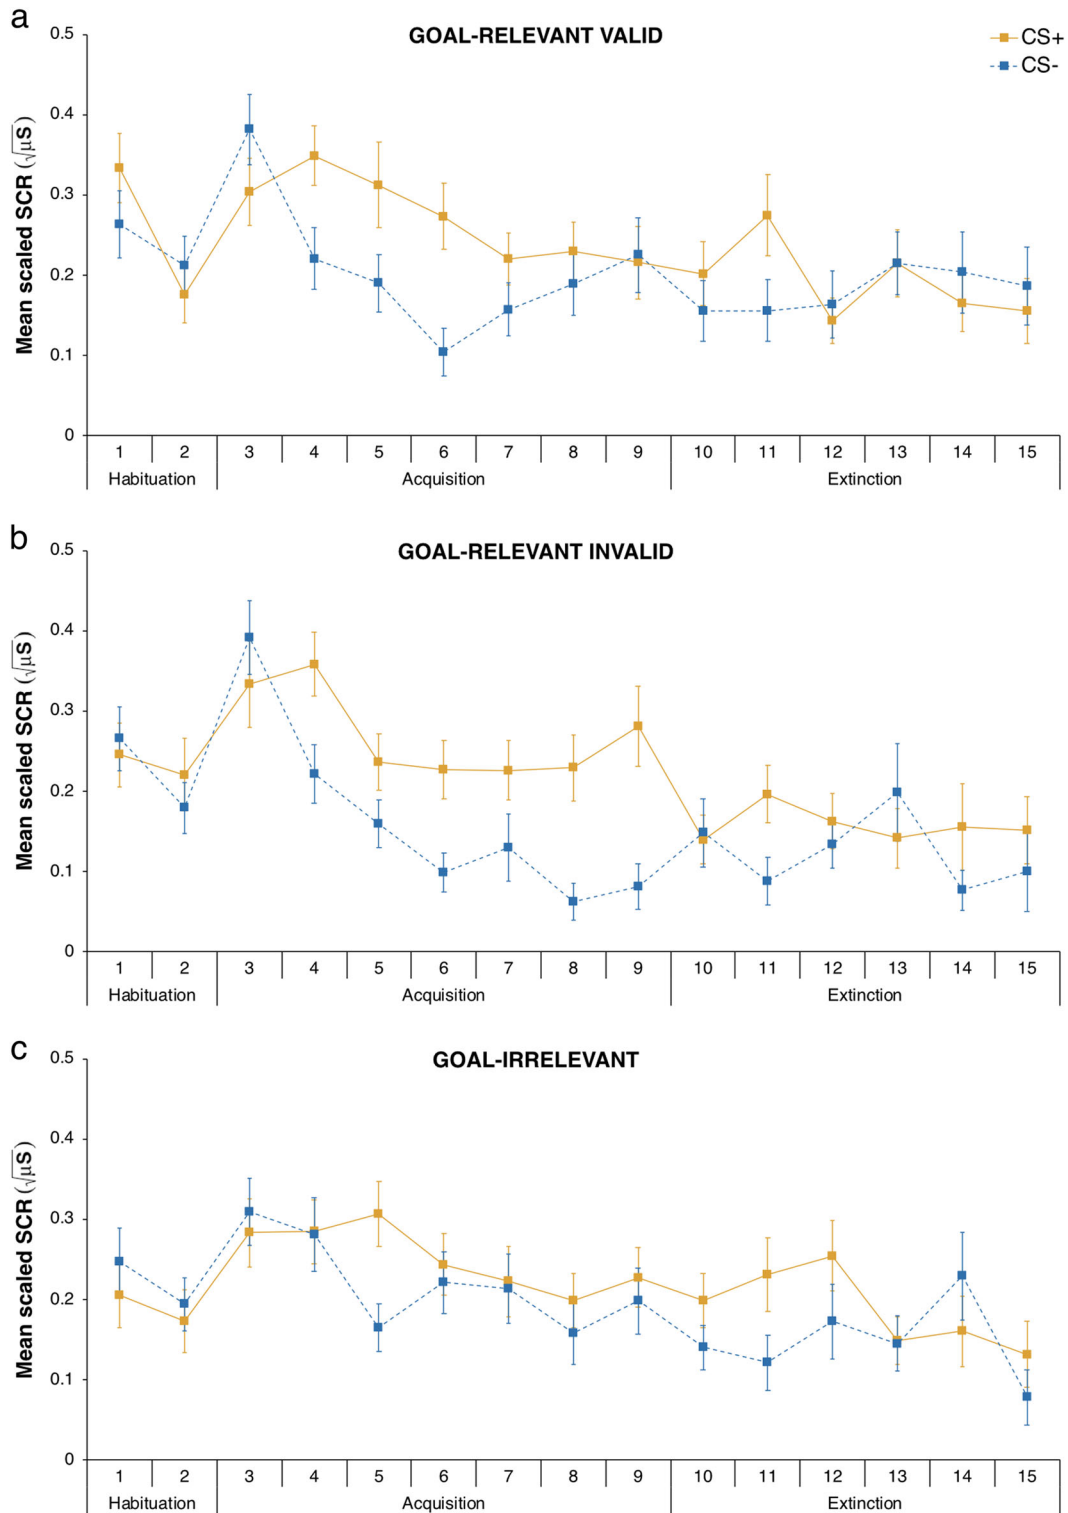 a
GOAL-RELEVANT VALID
CS+
CS-
Mean scaled SCR (√μS)
0.5
0.4
0.3
0.2
0.1
0
1 2 3 4 5 6 7 8 9 10 11 12 13 14 15
Habituation Acquisition Extinction
b
GOAL-RELEVANT INVALID
Mean scaled SCR (√μS)
0.5
0.4
0.3
0.2
0.1
0
1 2 3 4 5 6 7 8 9 10 11 12 13 14 15
Habituation Acquisition Extinction
c
GOAL-IRRELEVANT
Mean scaled SCR (√μS)
0.5
0.4
0.3
0.2
0.1
0
1 2 3 4 5 6 7 8 9 10 11 12 13 14 15
Habituation Acquisition Extinction